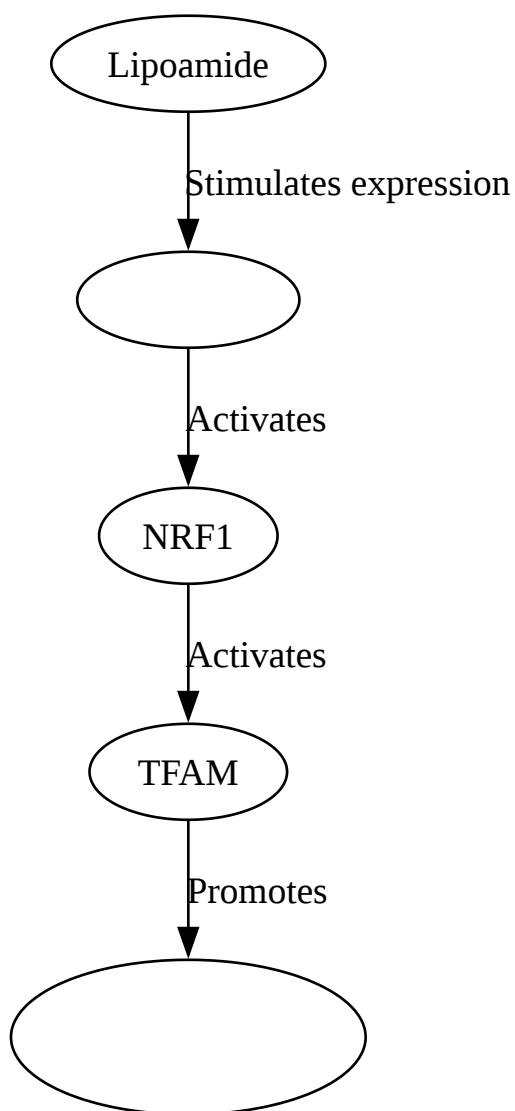 Lipoamide
Stimulates expression
Activates
NRF1
Activates
TFAM
Promotes